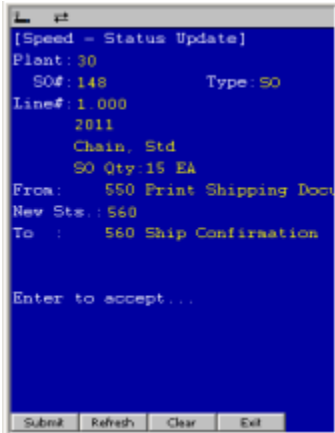 [Speed - Status Update]
Plant:30
SO#:148 Type:SO
Line#:1.000
2011
Chain, Std
SO Qty:15 EA
From: 550 Print Shipping Docu
New Sts.:560
To : 560 Ship Confirmation
Enter to accept...
Submit Refresh Clear Exit